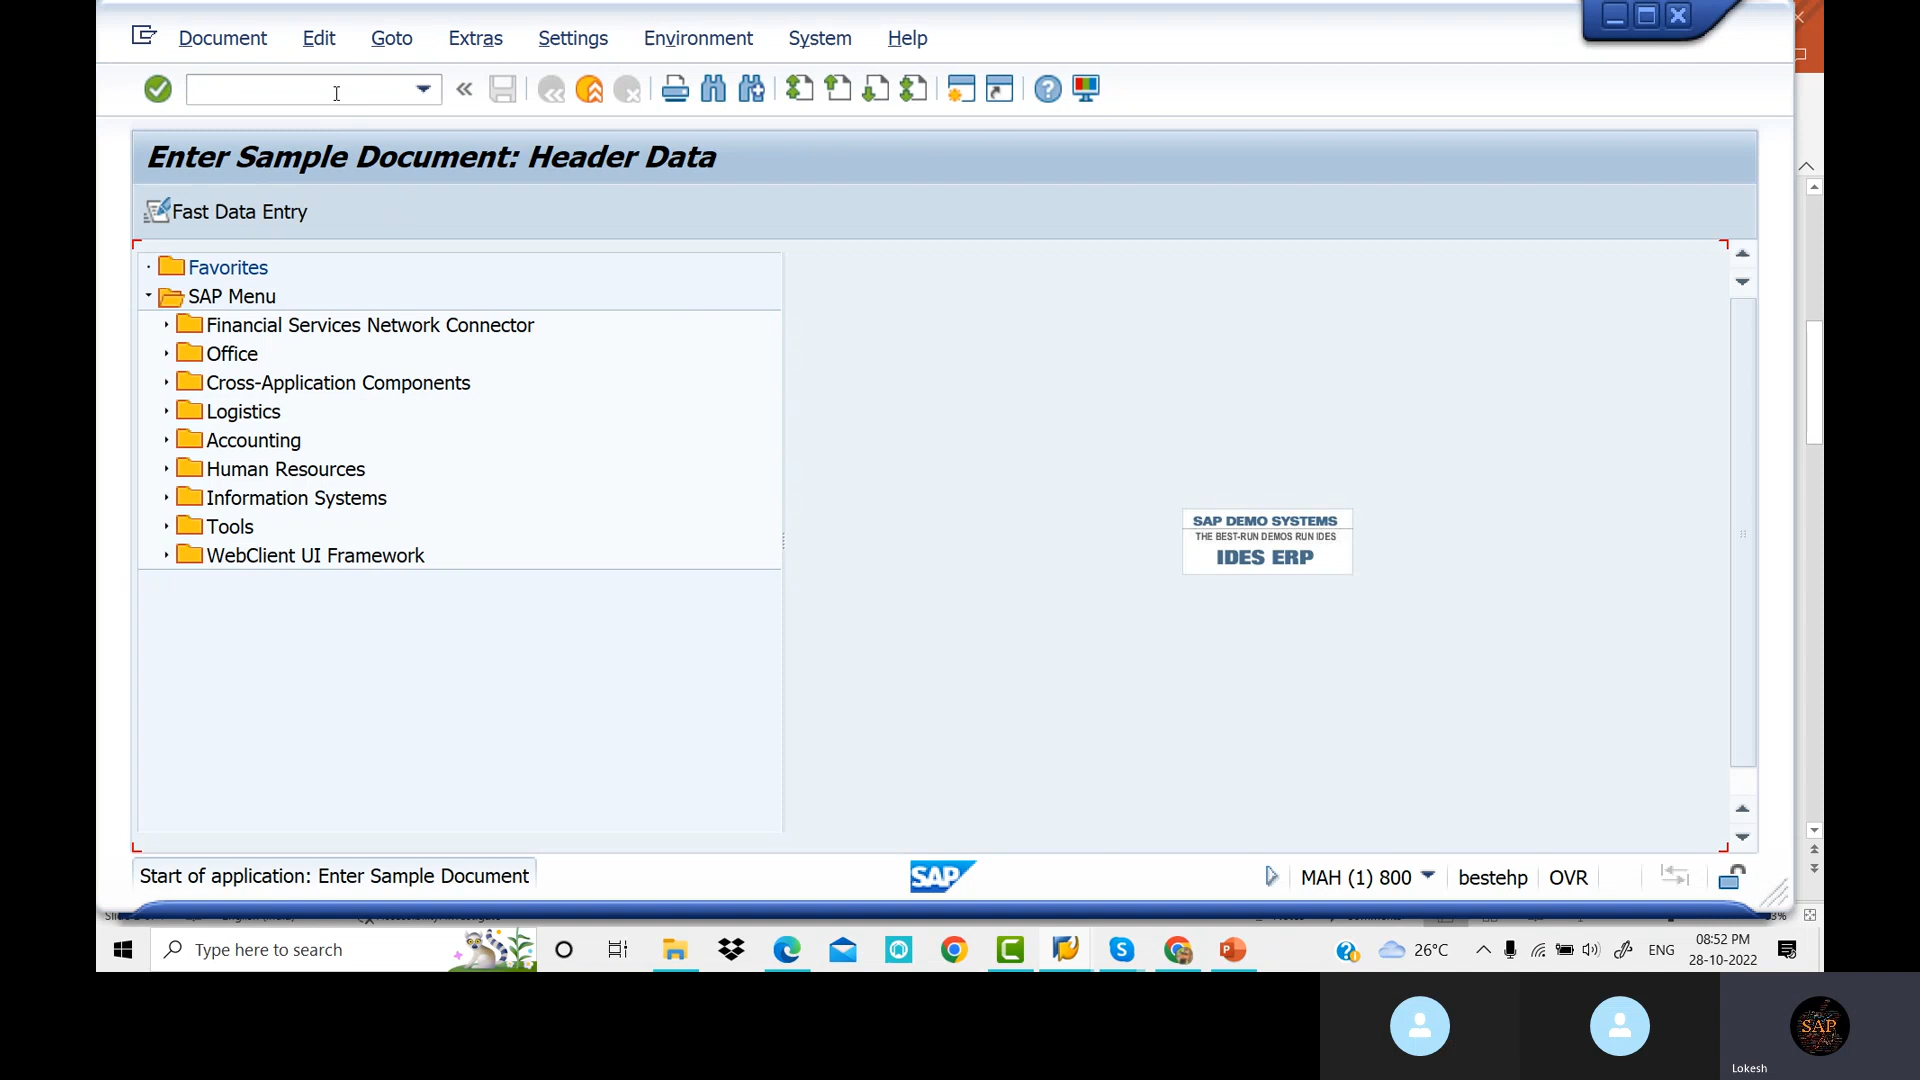 Document Edit Goto Extras Settings Environment System Help
Enter Sample Document: Header Data
Fast Data Entry
Favorites
SAP Menu
Financial Services Network Connector
Office
Cross-Application Components
Logistics
Accounting
Human Resources
Information Systems
Tools
WebClient UI Framework
SAP DEMO SYSTEMS
THE BEST-RUN DEMOS RUN IDES
IDES ERP
Start of application: Enter Sample Document
SAP
MAH (1) 800 bestehp OVR
Type here to search
26°C ENG
08:52 PM
28-10-2022
SAP
Lokesh